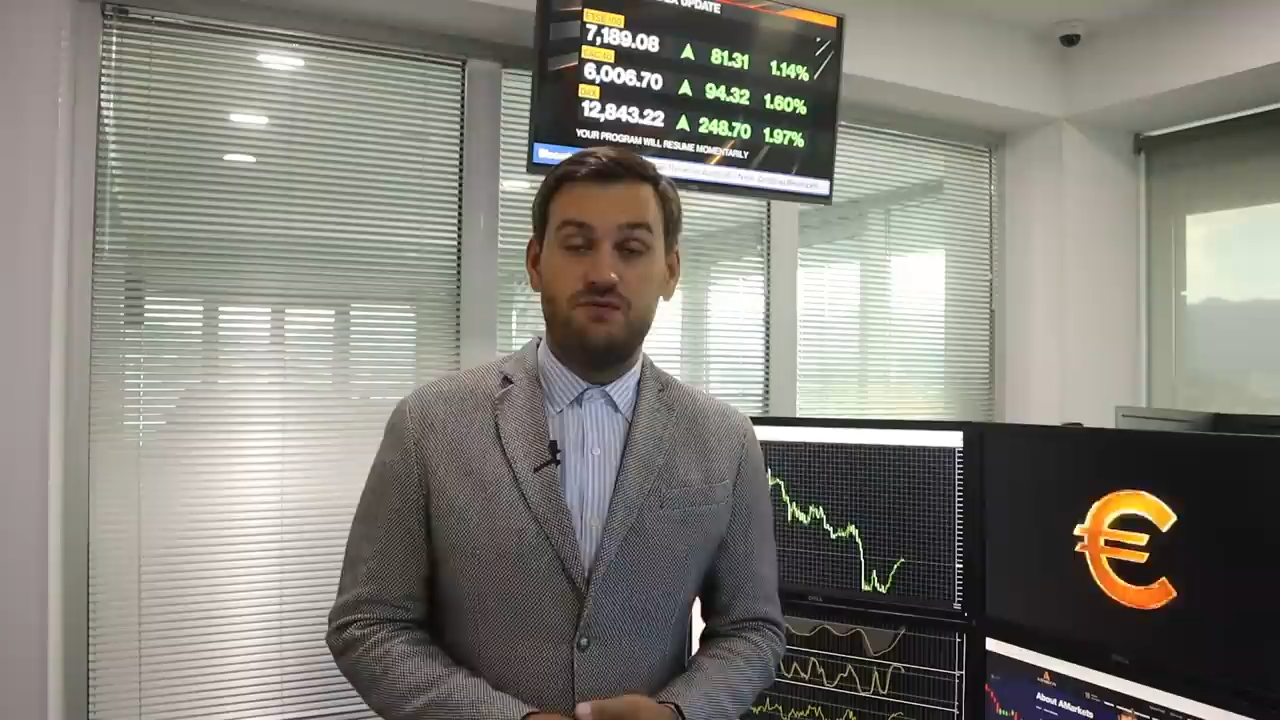 UPDATE
FTSE 100
7,189.08 81.31 1.14%
CAC 40
6,006.70 94.32 1.60%
DAX
12,843.22 248.70 1.97%
YOUR PROGRAM WILL RESUME MOMENTARILY
€
About AMarkets